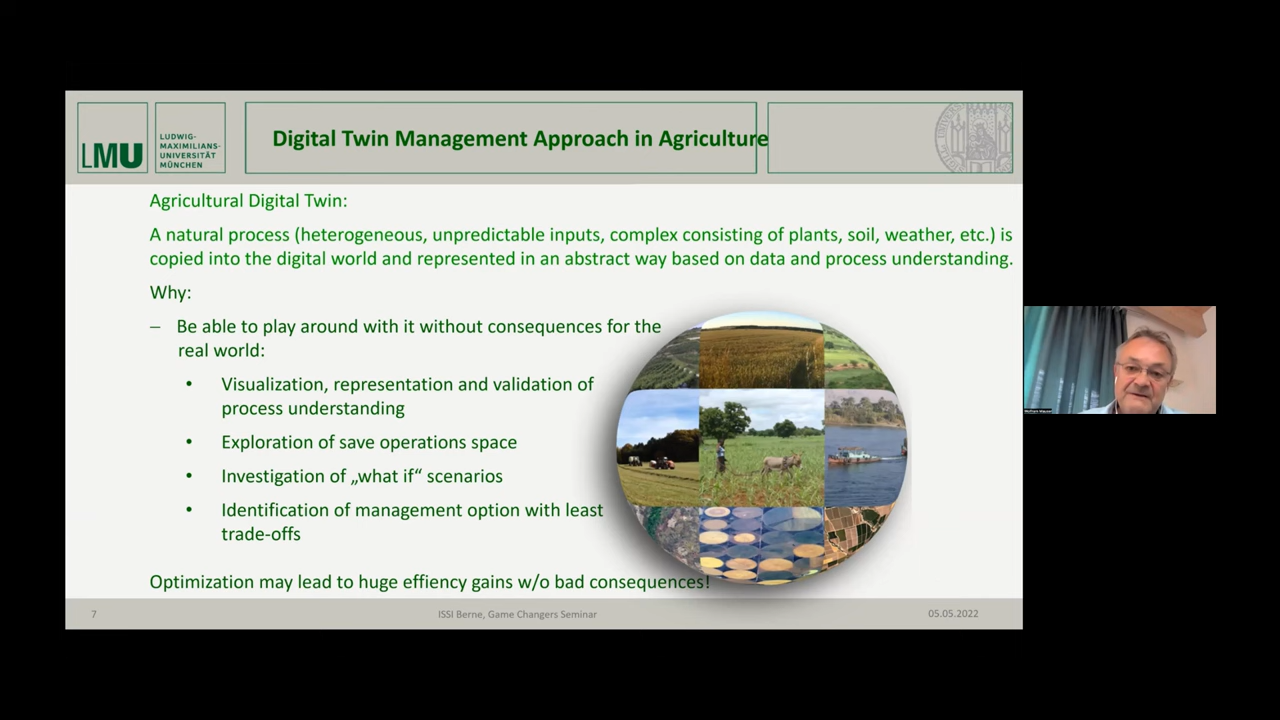 LMU
LUDWIG-
MAXIMILIANS-
UNIVERSITÄT
MÜNCHEN
Digital Twin Management Approach in Agriculture
Agricultural Digital Twin:
A natural process (heterogeneous, unpredictable inputs, complex consisting of plants, soil, weather, etc.) is
copied into the digital world and represented in an abstract way based on data and process understanding.
Why:
– Be able to play around with it without consequences for the
real world:
• Visualization, representation and validation of
process understanding
• Exploration of save operations space
• Investigation of „what if“ scenarios
• Identification of management option with least
trade-offs
Optimization may lead to huge effiency gains w/o bad consequences!
7
ISSI Berne, Game Changers Seminar
05.05.2022